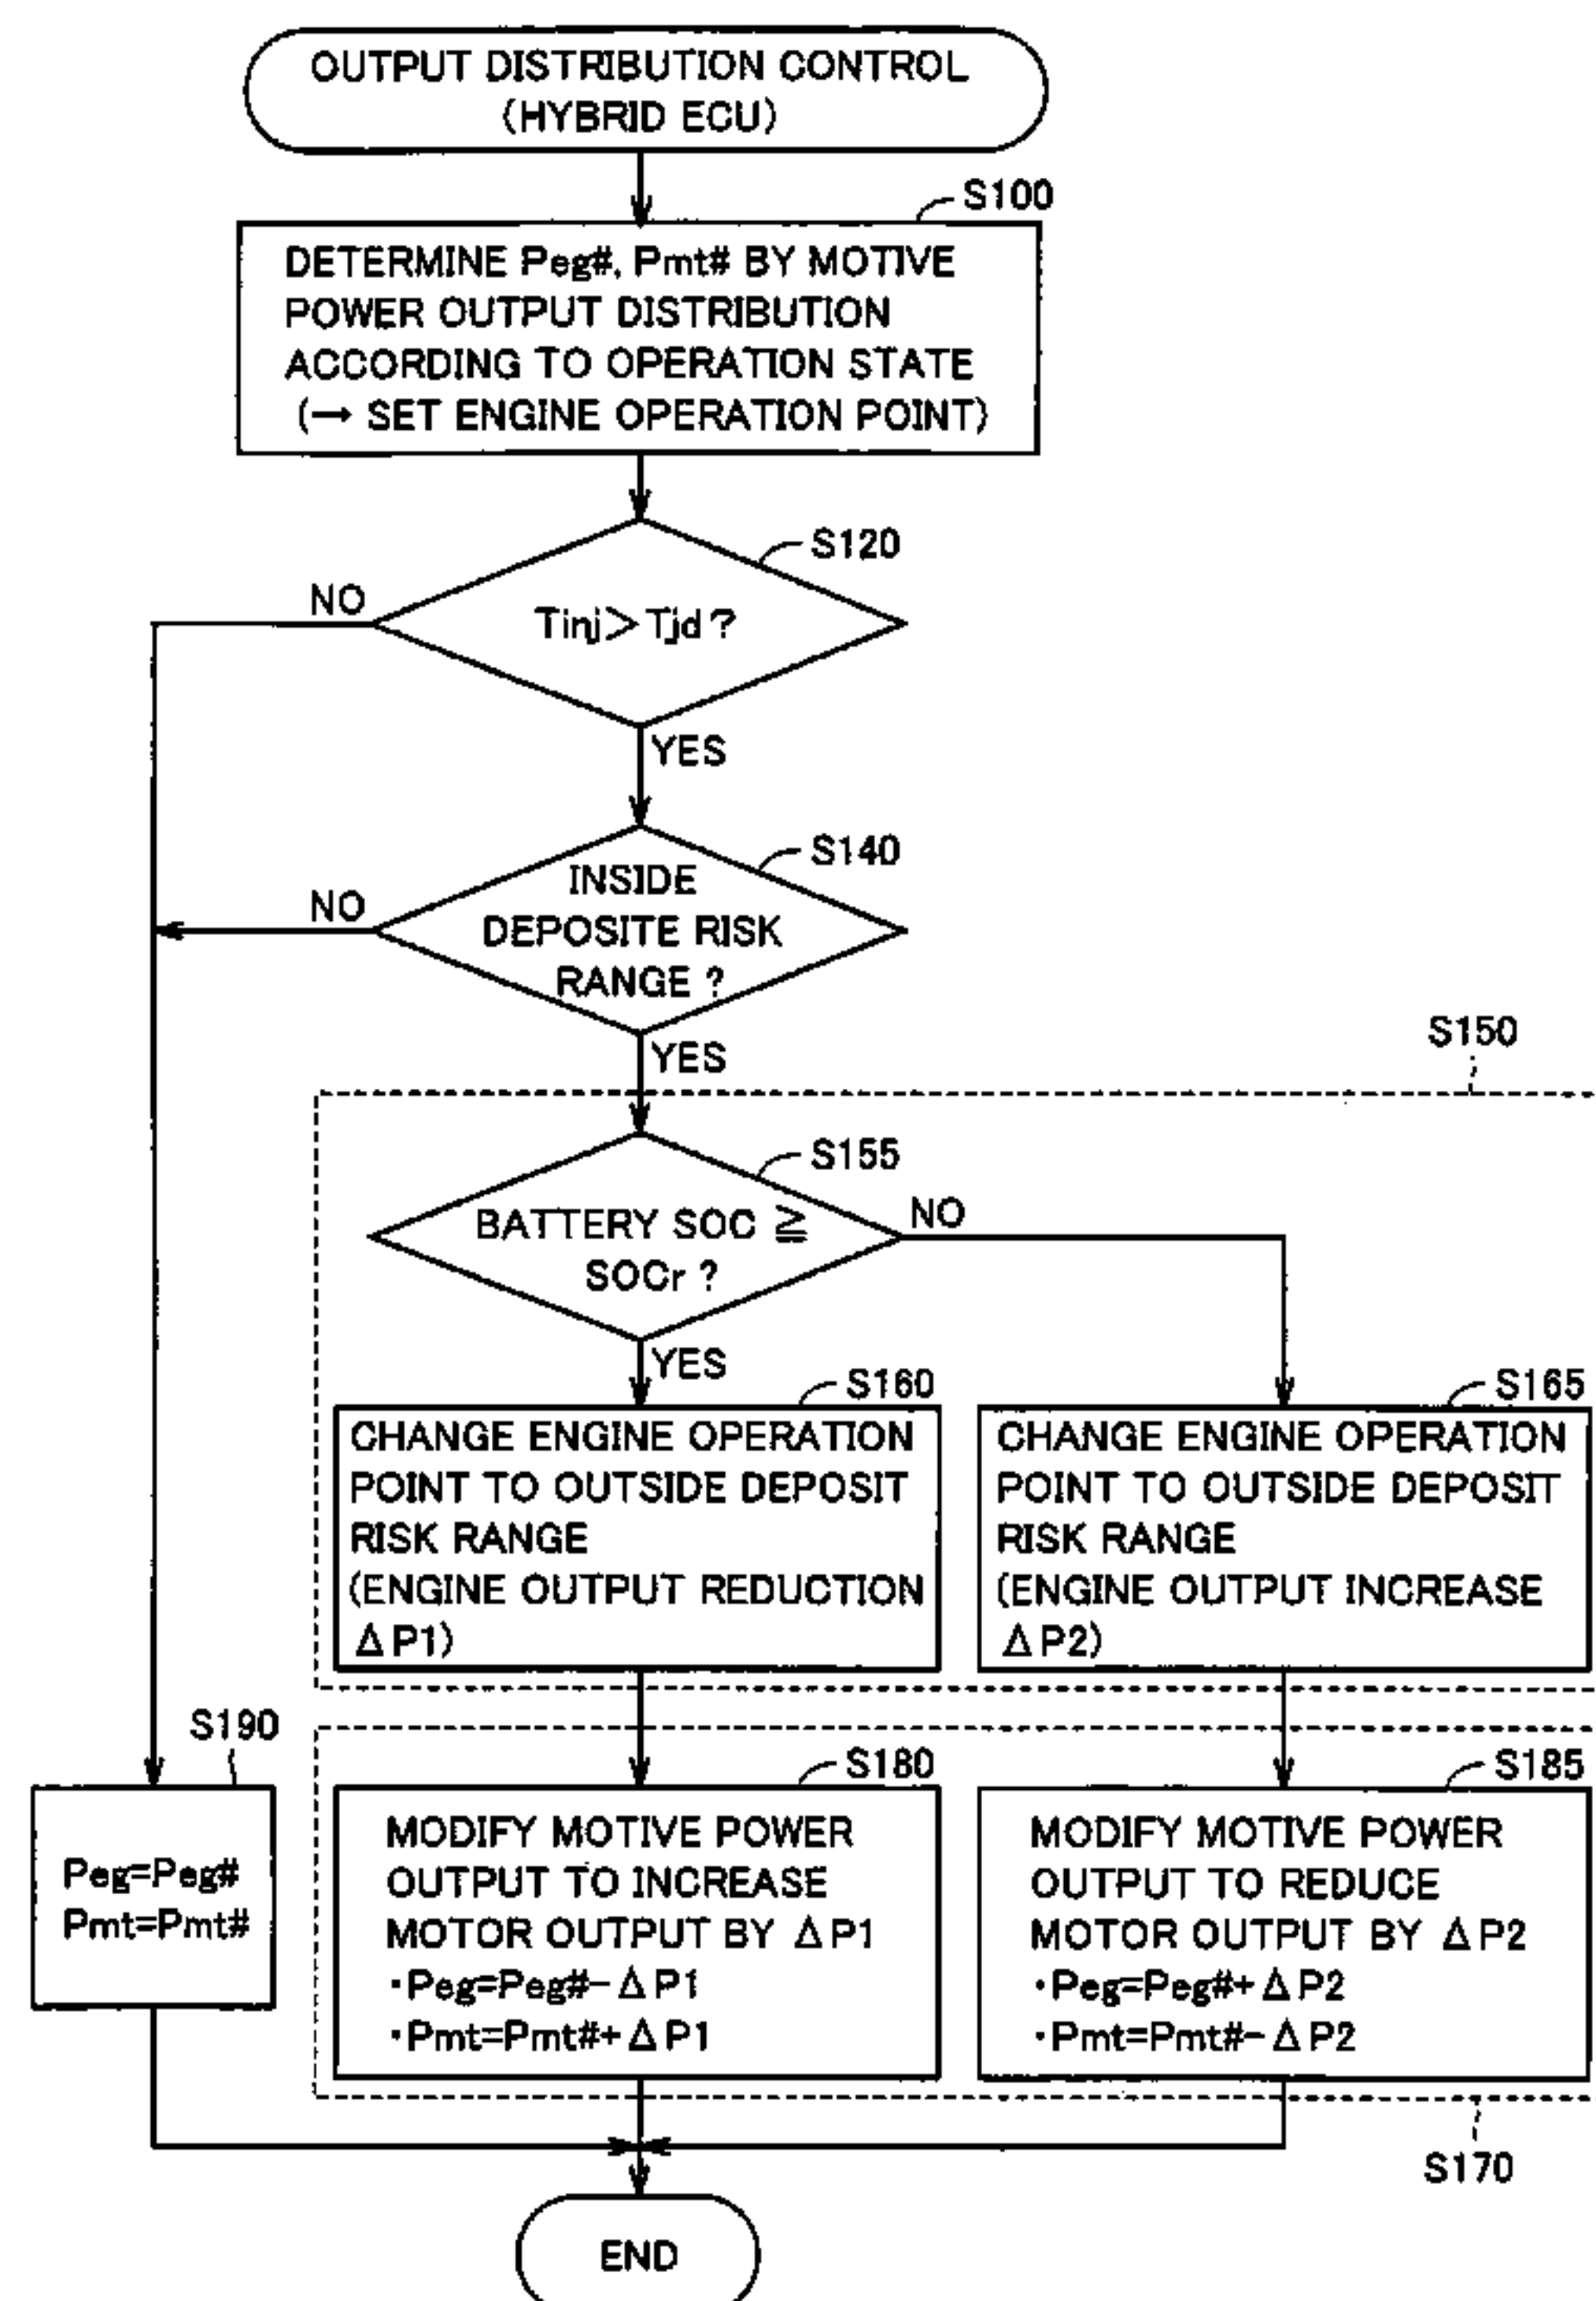 OUTPUT DISTRIBUTION CONTROL
(HYBRID ECU)
S100
DETERMINE Peg#, Pmt# BY MOTIVE
POWER OUTPUT DISTRIBUTION
ACCORDING TO OPERATION STATE
(→ SET ENGINE OPERATION POINT)
S120
NO
Tinj>Tjd?
YES
S140
NO
INSIDE
DEPOSITE RISK
RANGE ?
YES
S150
S155
BATTERY SOC ≧
SOCr ?
NO
YES
S160
CHANGE ENGINE OPERATION
POINT TO OUTSIDE DEPOSIT
RISK RANGE
(ENGINE OUTPUT REDUCTION
ΔP1)
S165
CHANGE ENGINE OPERATION
POINT TO OUTSIDE DEPOSIT
RISK RANGE
(ENGINE OUTPUT INCREASE
ΔP2)
S190
Peg=Peg#
Pmt=Pmt#
S180
MODIFY MOTIVE POWER
OUTPUT TO INCREASE
MOTOR OUTPUT BY ΔP1
・Peg=Peg#-ΔP1
・Pmt=Pmt#+ΔP1
S185
MODIFY MOTIVE POWER
OUTPUT TO REDUCE
MOTOR OUTPUT BY ΔP2
・Peg=Peg#+ΔP2
・Pmt=Pmt#-ΔP2
S170
END